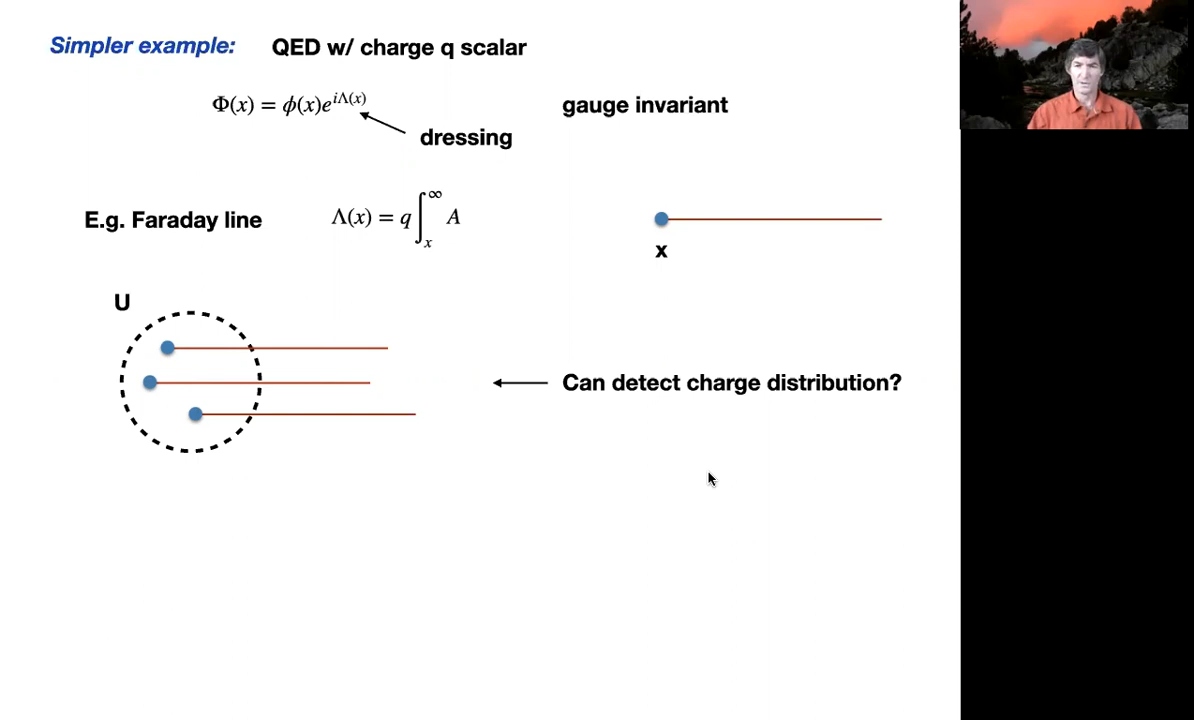 Simpler example: QED w/ charge q scalar
Φ(x) = ϕ(x)e^{iΛ(x)} gauge invariant
dressing
E.g. Faraday line Λ(x) = q∫_x^∞ A
x
U
Can detect charge distribution?